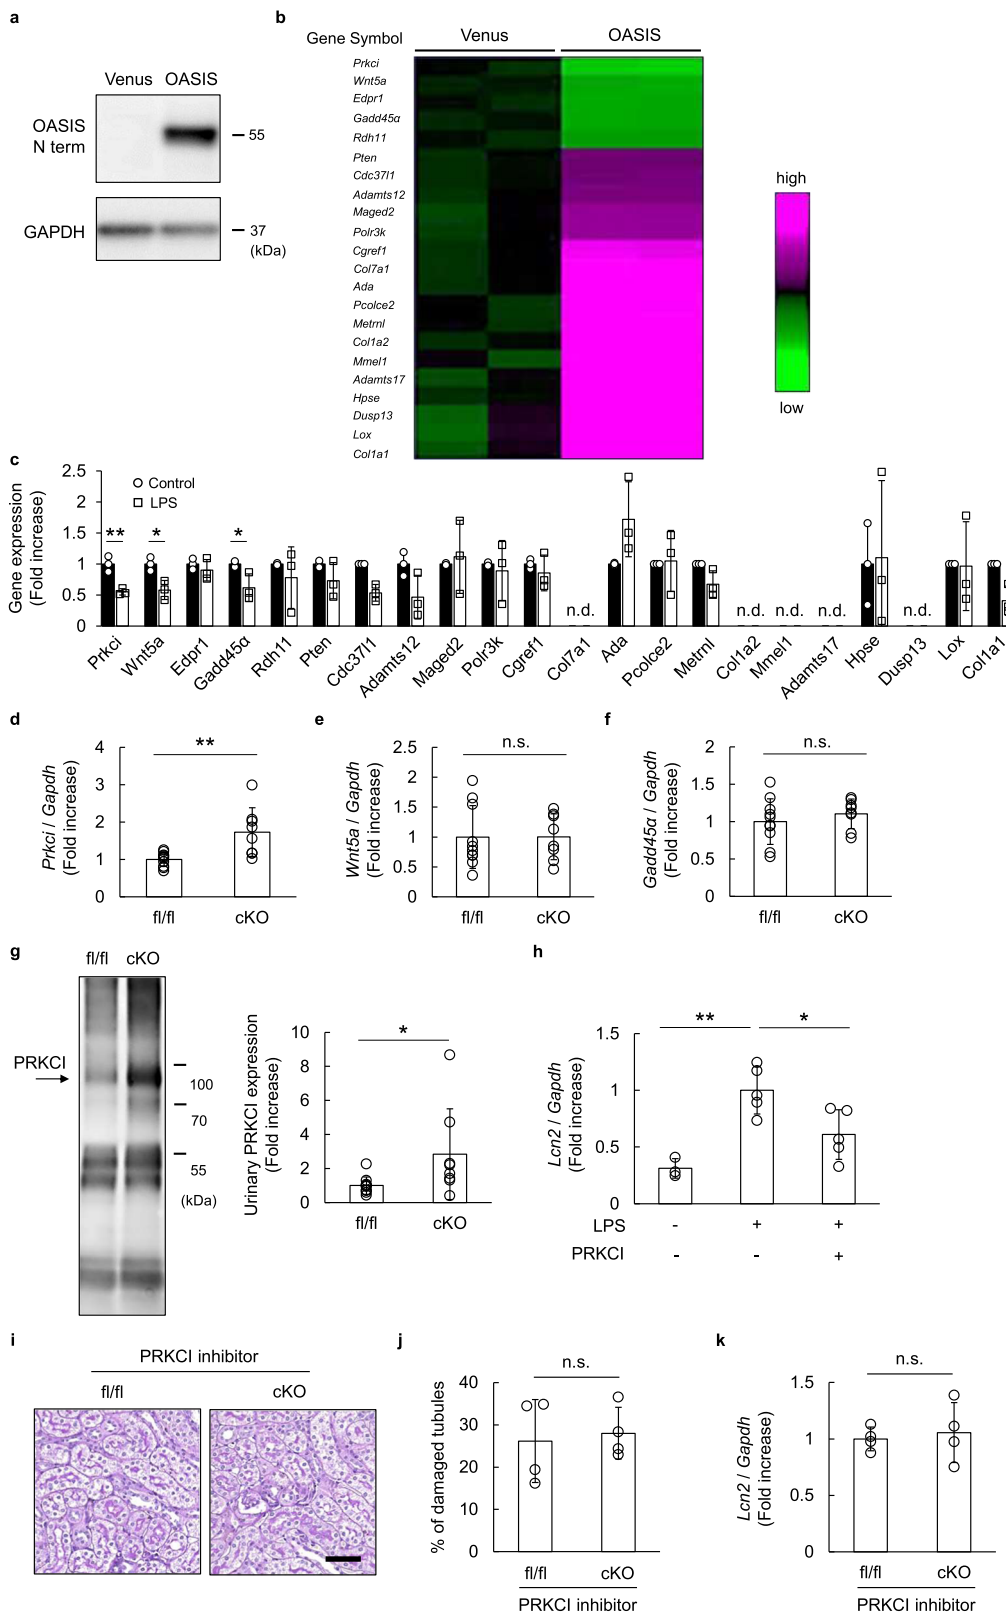 a
Venus OASIS
OASIS
N term
55
GAPDH
37
(kDa)
b
Gene Symbol
Venus
OASIS
Prkci
Wnt5a
Edpr1
Gadd45α
Rdh11
Pten
Cdc37l1
Adamts12
Maged2
Polr3k
Cgref1
Col7a1
Ada
Pcolce2
Metrnl
Col1a2
Mmel1
Adamts17
Hpse
Dusp13
Lox
Col1a1
high
low
c
Gene expression
(Fold increase)
2.5
2
1.5
1
0.5
0
Control
LPS
** * *
n.d. n.d. n.d. n.d. n.d.
Prkci Wnt5a Edpr1 Gadd45α Rdh11 Pten Cdc37l1 Adamts12 Maged2 Polr3k Cgref1 Col7a1 Ada Pcolce2 Metrnl Col1a2 Mmel1 Adamts17 Hpse Dusp13 Lox Col1a1
d
Prkci / Gapdh
(Fold increase)
4
3
2
1
0
**
fl/fl cKO
e
Wnt5a / Gapdh
(Fold increase)
2.5
2
1.5
1
0.5
0
n.s.
fl/fl cKO
f
Gadd45α / Gapdh
(Fold increase)
2
1.5
1
0.5
0
n.s.
fl/fl cKO
g
fl/fl cKO
PRKCI
100
70
55
(kDa)
Urinary PRKCI expression
(Fold increase)
10
8
6
4
2
0
*
fl/fl cKO
h
Lcn2 / Gapdh
(Fold increase)
1.5
1
0.5
0
** *
LPS - + +
PRKCI - - +
i
PRKCI inhibitor
fl/fl cKO
j
% of damaged tubules
40
30
20
10
0
n.s.
fl/fl cKO
PRKCI inhibitor
k
Lcn2 / Gapdh
(Fold increase)
1.5
1
0.5
0
n.s.
fl/fl cKO
PRKCI inhibitor